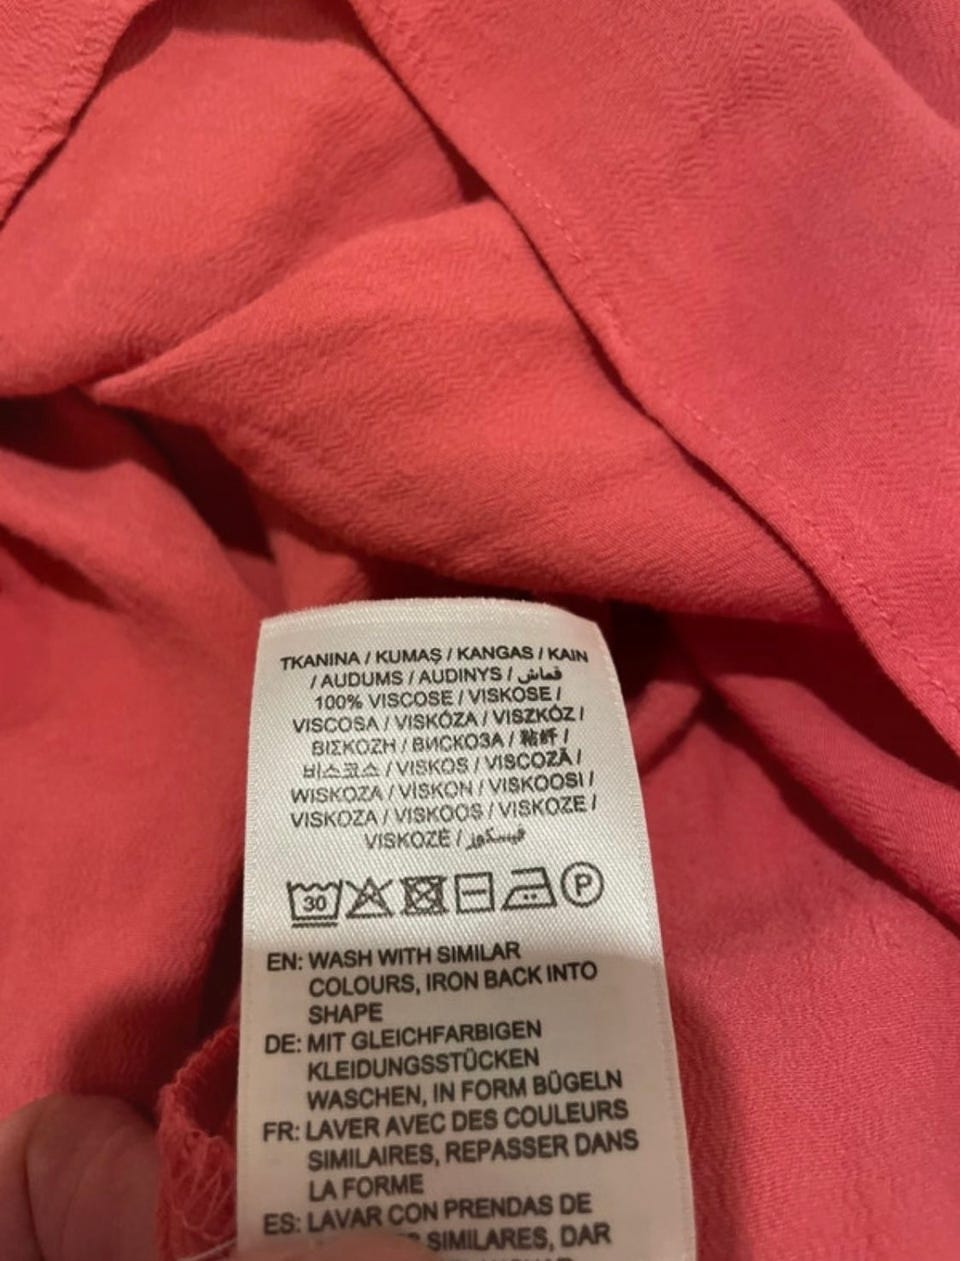 TKANINA / KUMAŞ / KANGAS / KAIN
/ AUDUMS / AUDINYS / قماش
100% VISCOSE / VISKOSE /
VISCOSA / VISKÓZA / VISZKÓZ /
ΒΙΣΚΟΖΗ / ВИСКОЗА / 粘纤 /
비스코스 / VISKOS / VISCOZĂ /
WISKOZA / VİSKON / VISKOOSI /
VISKOZA / VISKOOS / VISKOZE /
VISKOZĖ / فيسكوز
30 P
EN: WASH WITH SIMILAR
COLOURS, IRON BACK INTO
SHAPE
DE: MIT GLEICHFARBIGEN
KLEIDUNGSSTÜCKEN
WASCHEN, IN FORM BÜGELN
FR: LAVER AVEC DES COULEURS
SIMILAIRES, REPASSER DANS
LA FORME
ES: LAVAR CON PRENDAS DE
SIMILARES, DAR